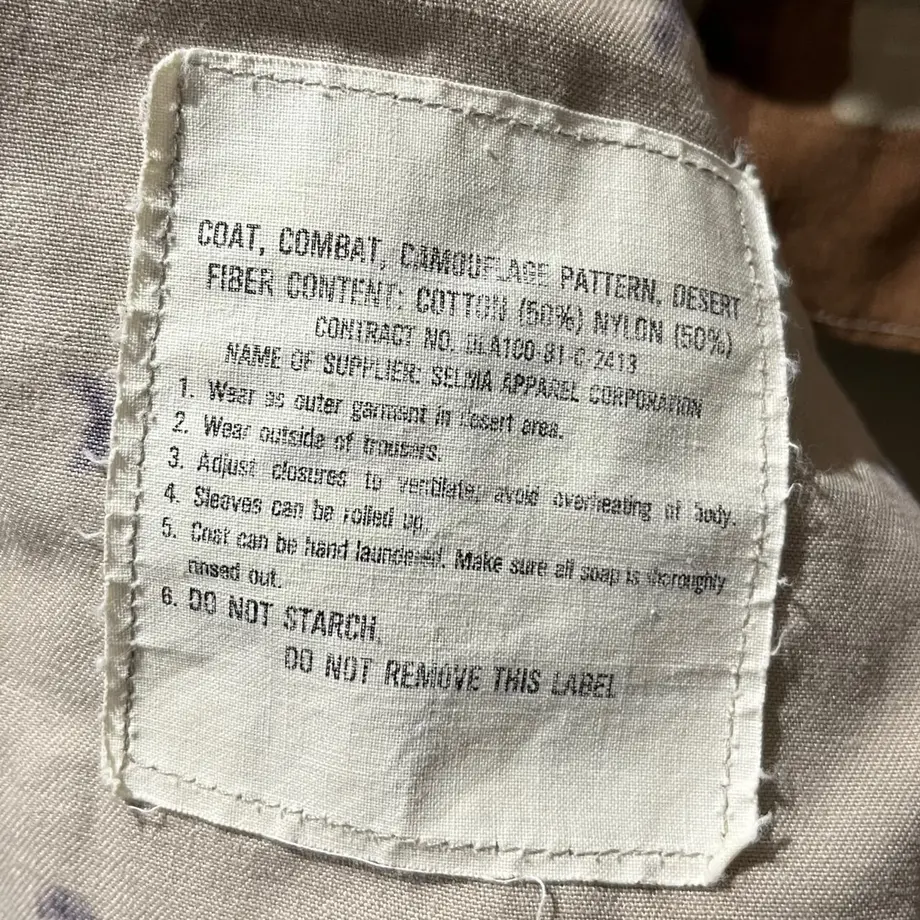 COAT, COMBAT, CAMOUFLAGE PATTERN, DESERT
FIBER CONTENT: COTTON (50%) NYLON (50%)
CONTRACT NO. DLA100-81-C-2413
NAME OF SUPPLIER: SELMA APPAREL CORPORATION
1. Wear as outer garment in desert area.
2. Wear outside of trousers.
3. Adjust closures to ventilate, avoid overheating of body.
4. Sleeves can be rolled up.
5. Coat can be hand laundered. Make sure all soap is thoroughly
rinsed out.
6. DO NOT STARCH.
DO NOT REMOVE THIS LABEL